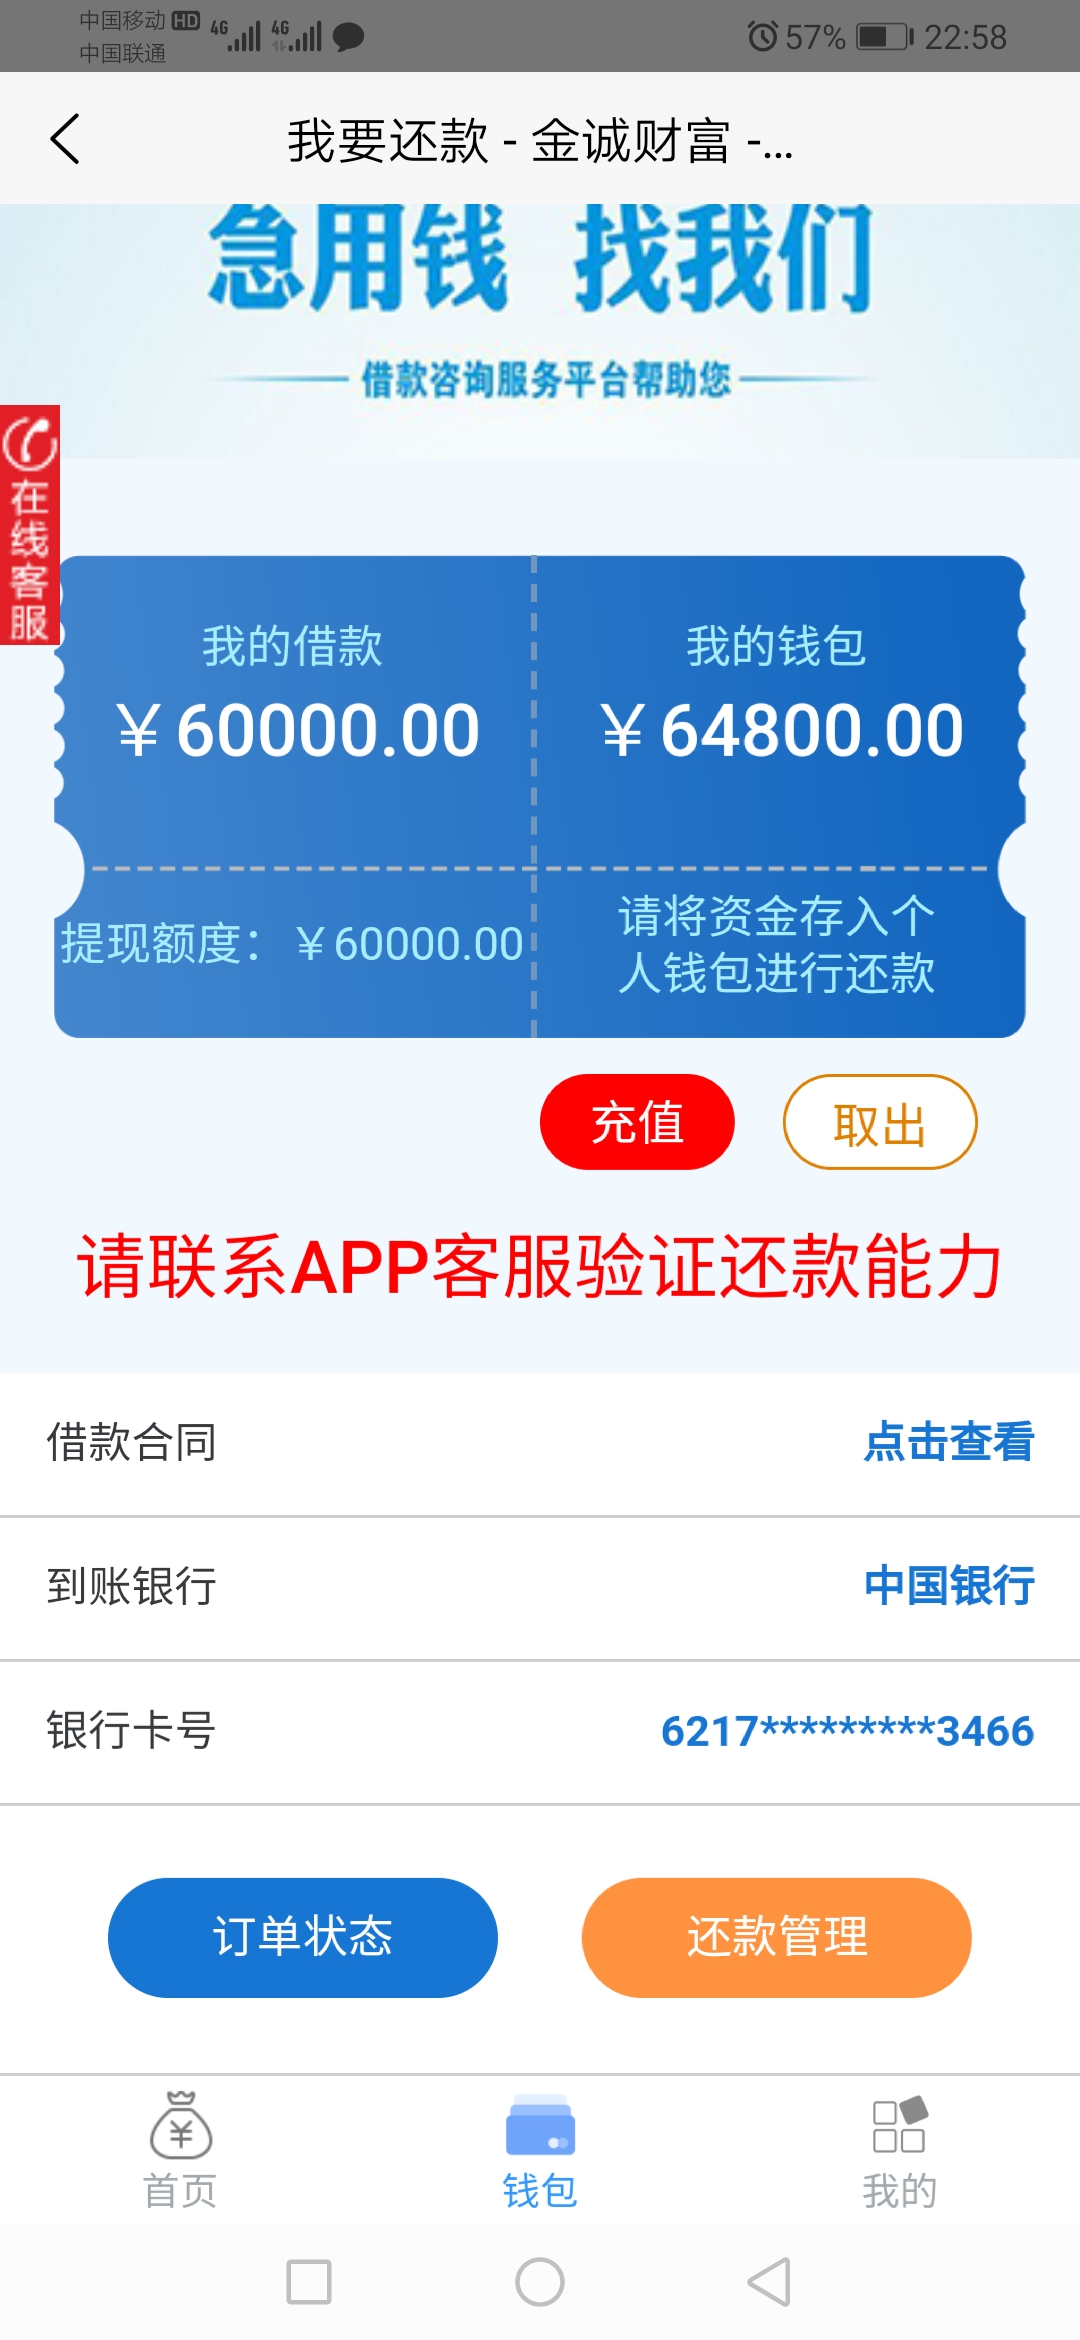 中国移动 HD 4G 4G 57% 22:58
中国联通
我要还款 - 金诚财富 -...
急用钱 找我们
借款咨询服务平台帮助您
在线客服
我的借款 我的钱包
￥60000.00 ￥64800.00
提现额度：￥60000.00 请将资金存入个
人钱包进行还款
充值 取出
请联系APP客服验证还款能力
借款合同 点击查看
到账银行 中国银行
银行卡号 6217*********3466
订单状态 还款管理
首页 钱包 我的